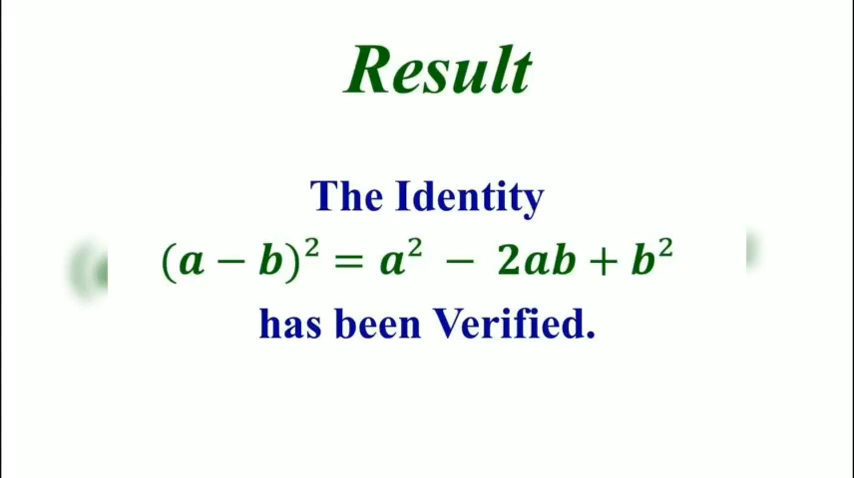 Result
The Identity
(a − b)² = a² − 2ab + b²
has been Verified.